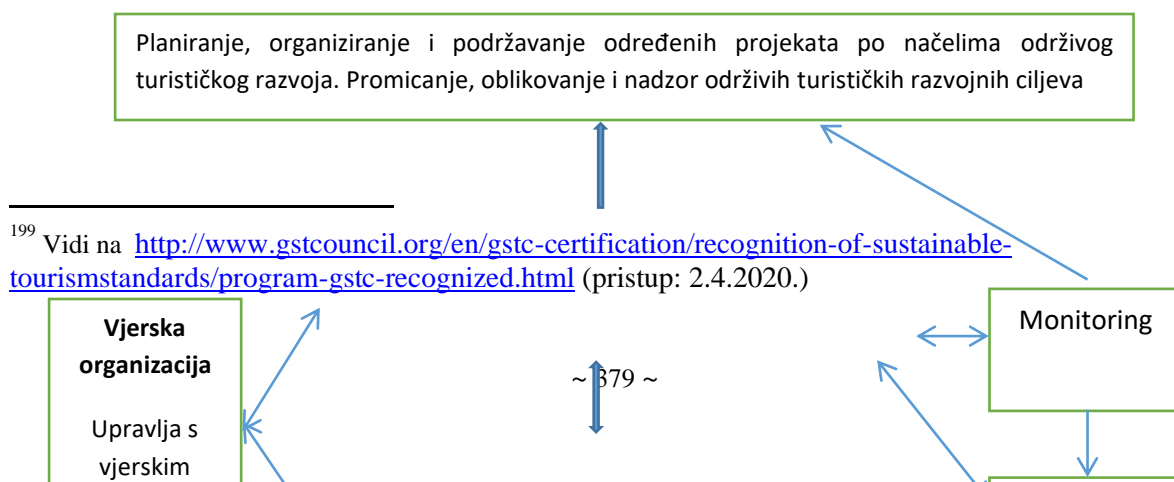 Planiranje, organiziranje i podržavanje određenih projekata po načelima održivog
turističkog razvoja. Promicanje, oblikovanje i nadzor održivih turističkih razvojnih ciljeva
199 Vidi na http://www.gstcouncil.org/en/gstc-certification/recognition-of-sustainable-
tourismstandards/program-gstc-recognized.html (pristup: 2.4.2020.)
Vjerska
organizacija
Upravlja s
vjerskim
Monitoring
~ 379 ~